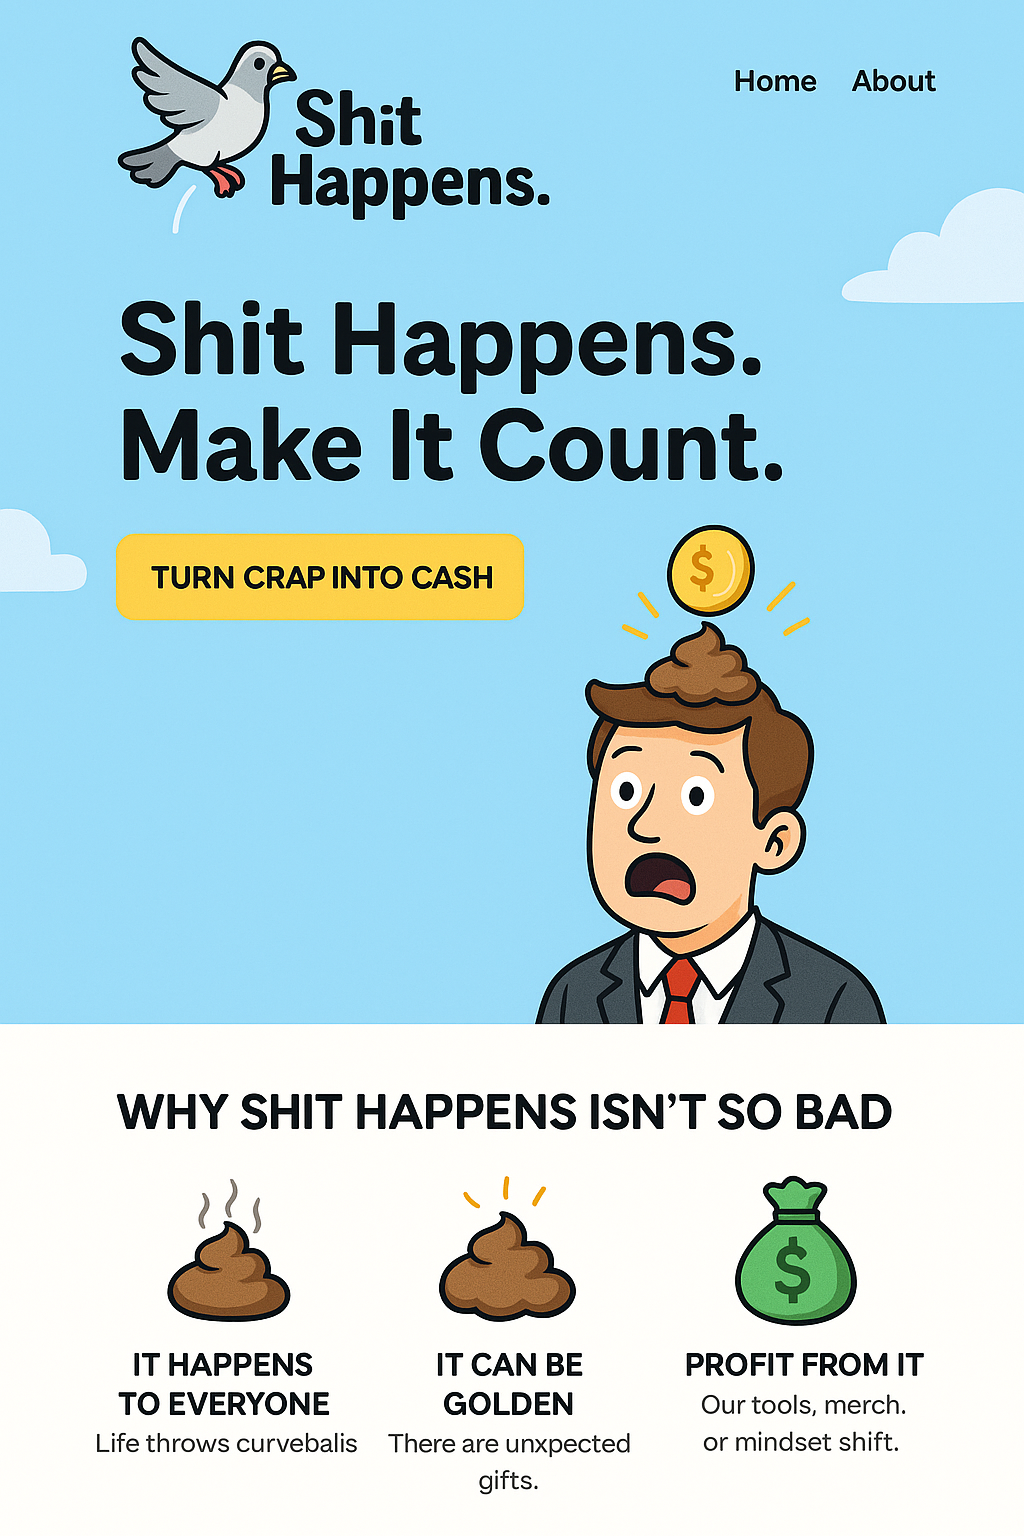 Shit
Happens.
Home About
Shit Happens.
Make It Count.
TURN CRAP INTO CASH
$
WHY SHIT HAPPENS ISN’T SO BAD
$
IT HAPPENS
TO EVERYONE
Life throws curvebalis
IT CAN BE
GOLDEN
There are unxpected
gifts.
PROFIT FROM IT
Our tools, merch.
or mindset shift.